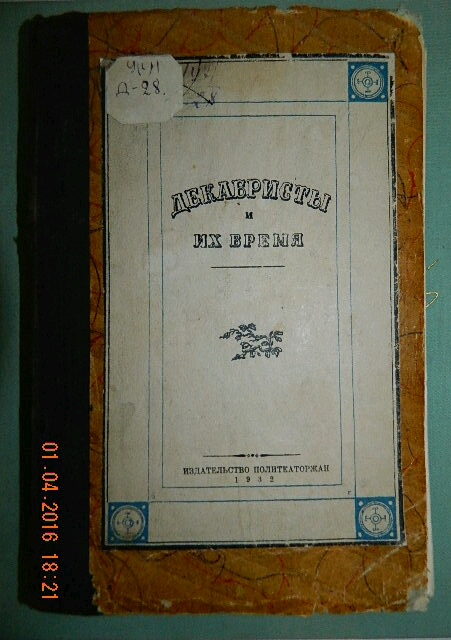 Д-28.
ДЕКАБРИСТЫ
И
ИХ ВРЕМЯ
ИЗДАТЕЛЬСТВО ПОЛИТКАТОРЖАН
1932
01.04.2016 18:21